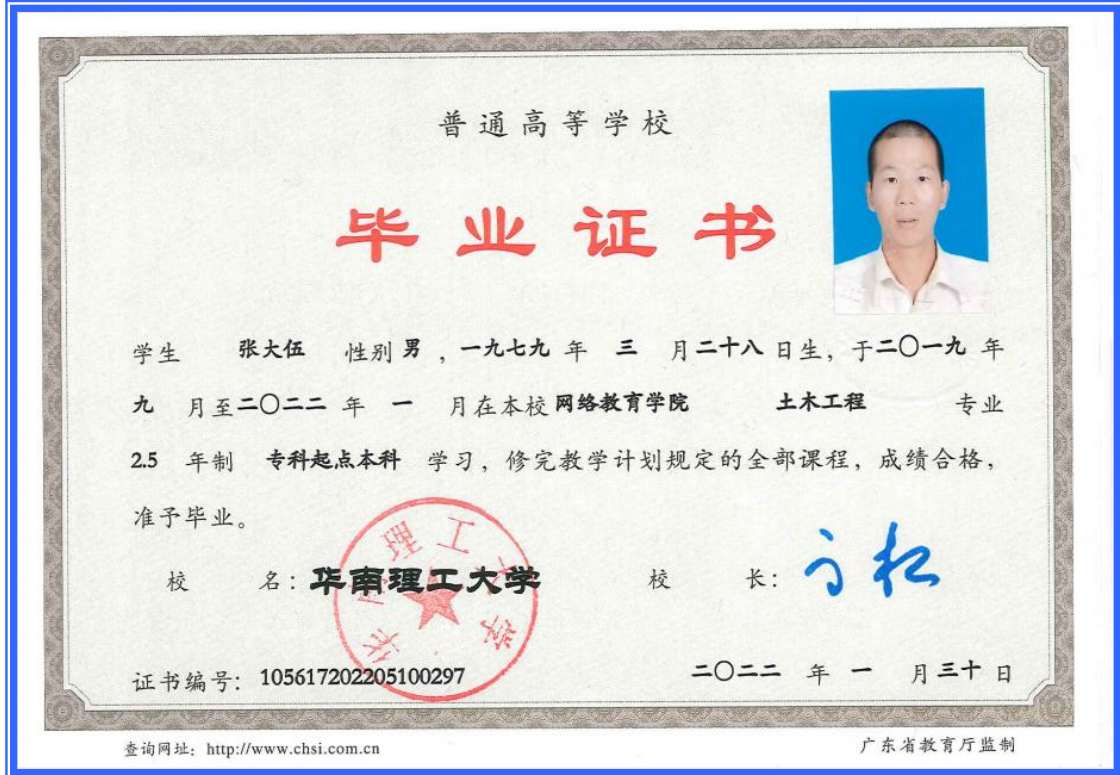 普通高等学校
毕业证书
学生 张大伍 性别 男 ，一九七九 年 三 月 二十八 日生，于 二〇一九 年
九 月至 二〇二二 年 一 月在本校 网络教育学院 土木工程 专业
2.5 年制 专科起点本科 学习，修完教学计划规定的全部课程，成绩合格，
准予毕业。
校 名：华南理工大学 校 长：
华南理工大学
证书编号：105617202205100297 二〇二二 年 一 月 三十 日
查询网址：http://www.chsi.com.cn 广东省教育厅监制